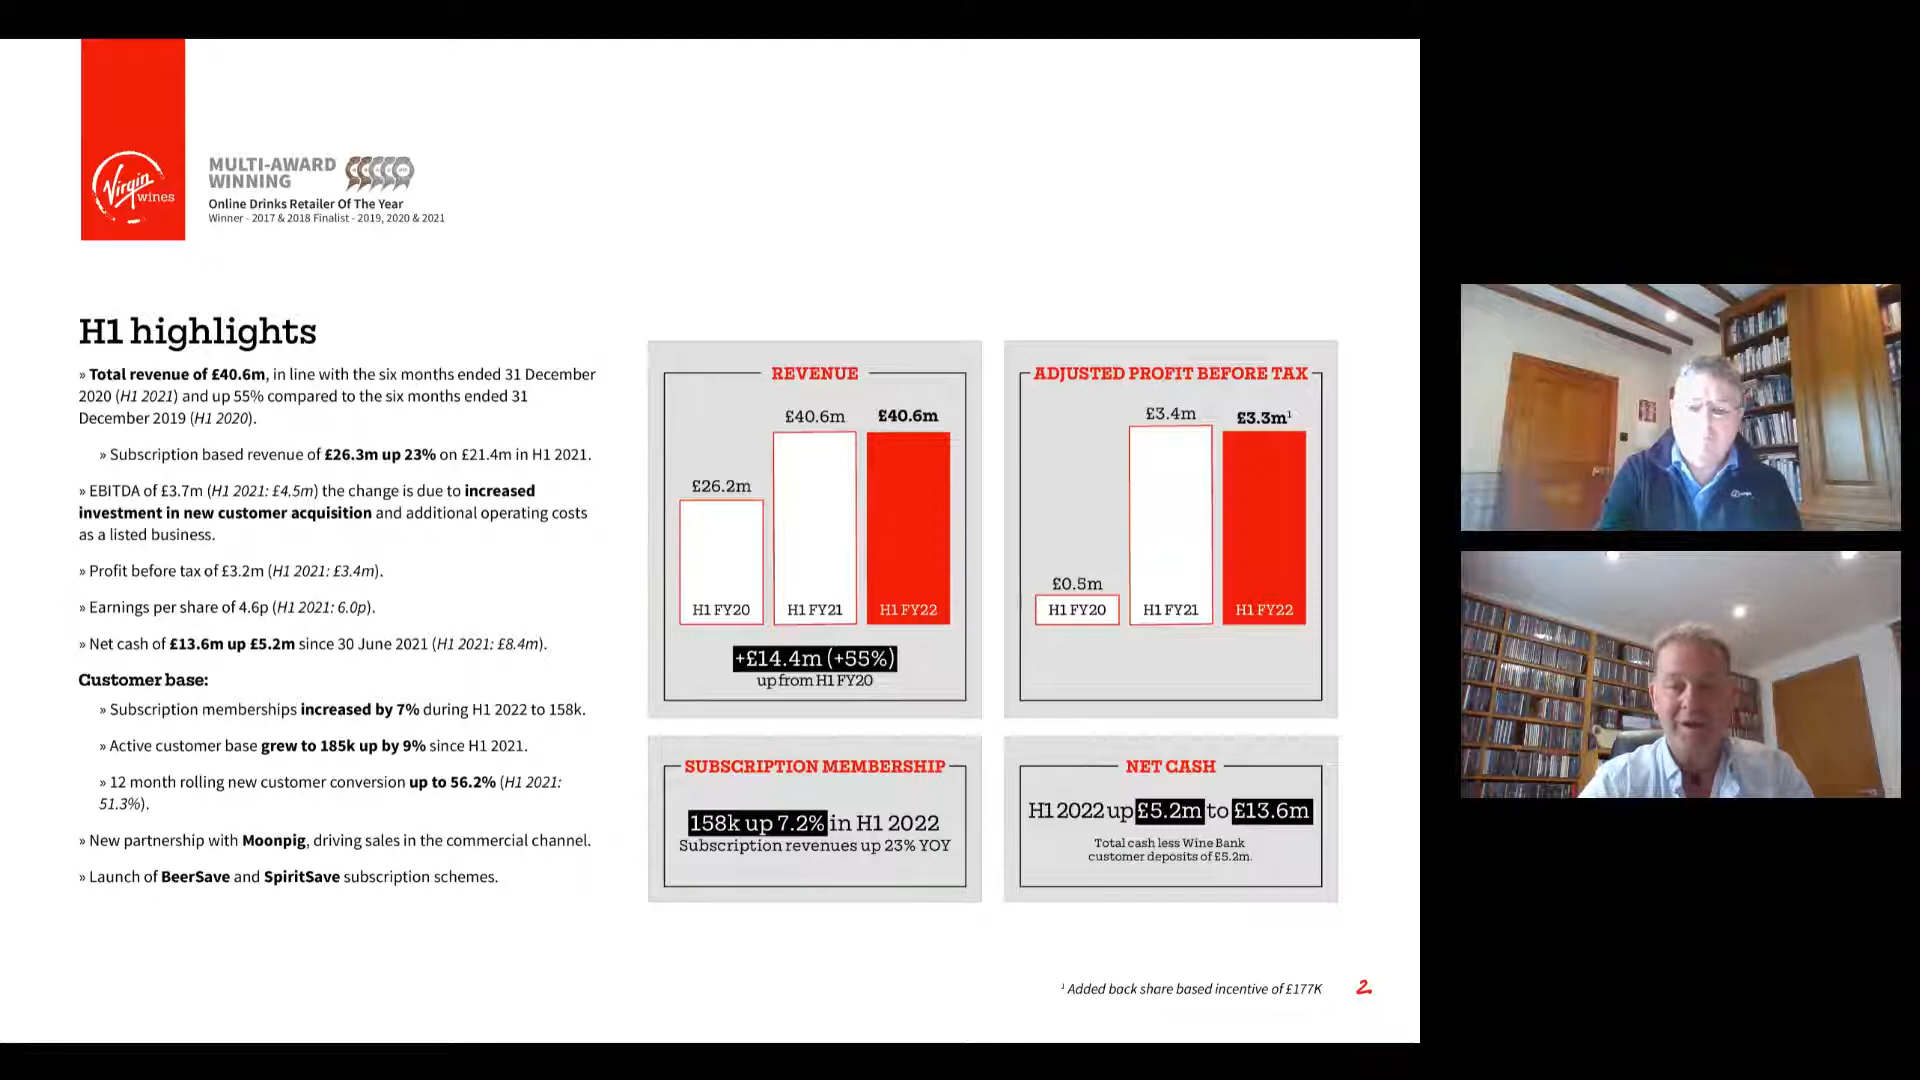 Virgin
wines
MULTI-AWARD
WINNING
Online Drinks Retailer Of The Year
Winner - 2017 & 2018 Finalist - 2019, 2020 & 2021
H1 highlights
» Total revenue of £40.6m, in line with the six months ended 31 December
2020 (H1 2021) and up 55% compared to the six months ended 31
December 2019 (H1 2020).
» Subscription based revenue of £26.3m up 23% on £21.4m in H1 2021.
» EBITDA of £3.7m (H1 2021: £4.5m) the change is due to increased
investment in new customer acquisition and additional operating costs
as a listed business.
» Profit before tax of £3.2m (H1 2021: £3.4m).
» Earnings per share of 4.6p (H1 2021: 6.0p).
» Net cash of £13.6m up £5.2m since 30 June 2021 (H1 2021: £8.4m).
Customer base:
» Subscription memberships increased by 7% during H1 2022 to 158k.
» Active customer base grew to 185k up by 9% since H1 2021.
» 12 month rolling new customer conversion up to 56.2% (H1 2021:
51.3%).
» New partnership with Moonpig, driving sales in the commercial channel.
» Launch of BeerSave and SpiritSave subscription schemes.
REVENUE
£26.2m
£40.6m
£40.6m
H1 FY20
H1 FY21
H1 FY22
+£14.4m (+55%)
up from H1 FY20
ADJUSTED PROFIT BEFORE TAX
£0.5m
£3.4m
£3.3m¹
H1 FY20
H1 FY21
H1 FY22
SUBSCRIPTION MEMBERSHIP
158k up 7.2% in H1 2022
Subscription revenues up 23% YOY
NET CASH
H1 2022 up £5.2m to £13.6m
Total cash less Wine Bank
customer deposits of £5.2m.
¹ Added back share based incentive of £177K
2